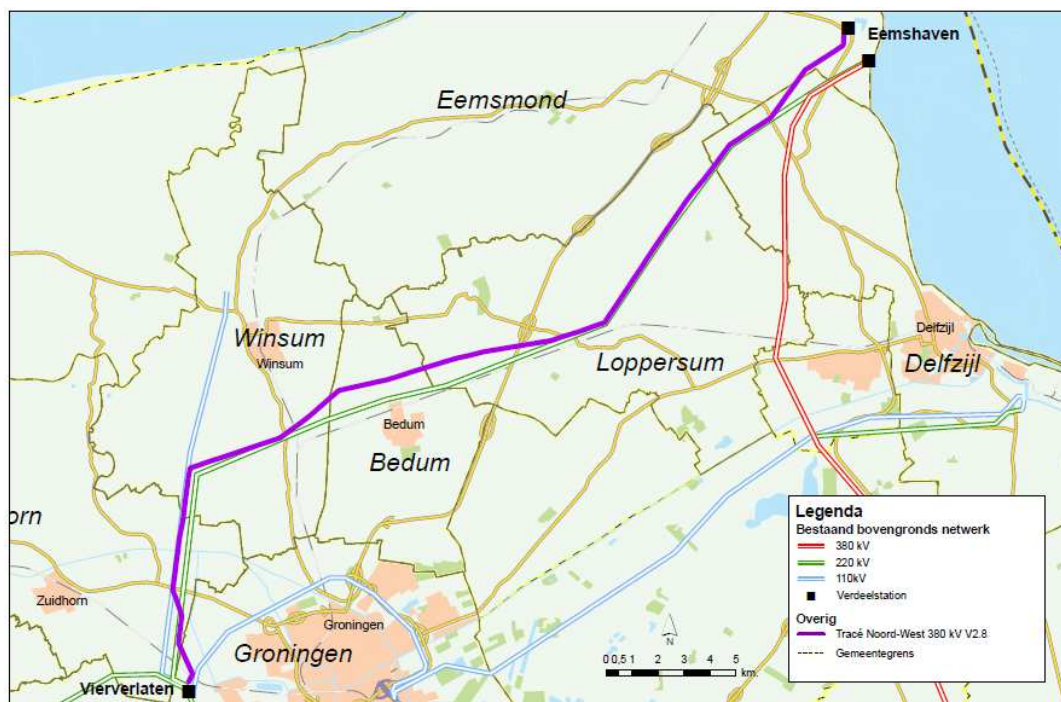 Eemshaven
Eemsmond
Delfzijl
Winsum
Winsum
Loppersum
Delfzijl
Bedum
Bedum
orn
Zuidhorn
Groningen
Groningen
Vierverlaten
N
0 0,5 1 2 3 4 5
km.
Legenda
Bestaand bovengronds netwerk
380 kV
220 kV
110kV
Verdeelstation
Overig
Tracé Noord-West 380 kV V2.8
Gemeentegrens